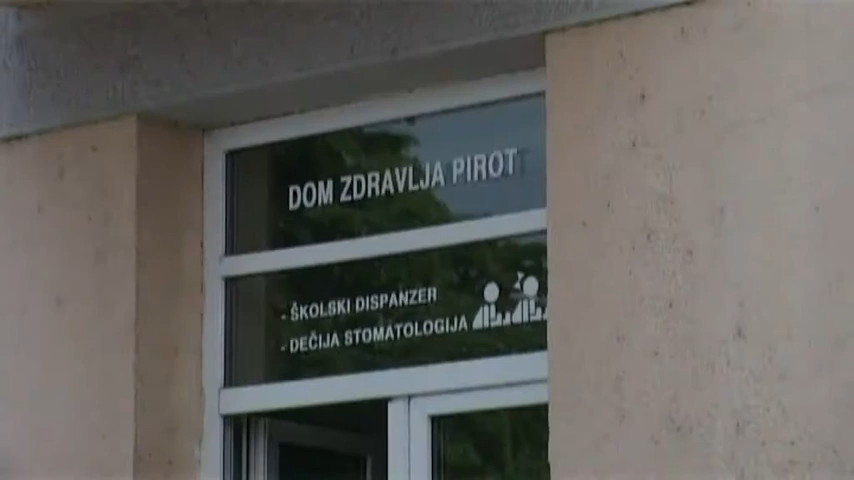 DOM ZDRAVLJA PIROT
- ŠKOLSKI DISPANZER
- DEČIJA STOMATOLOGIJA